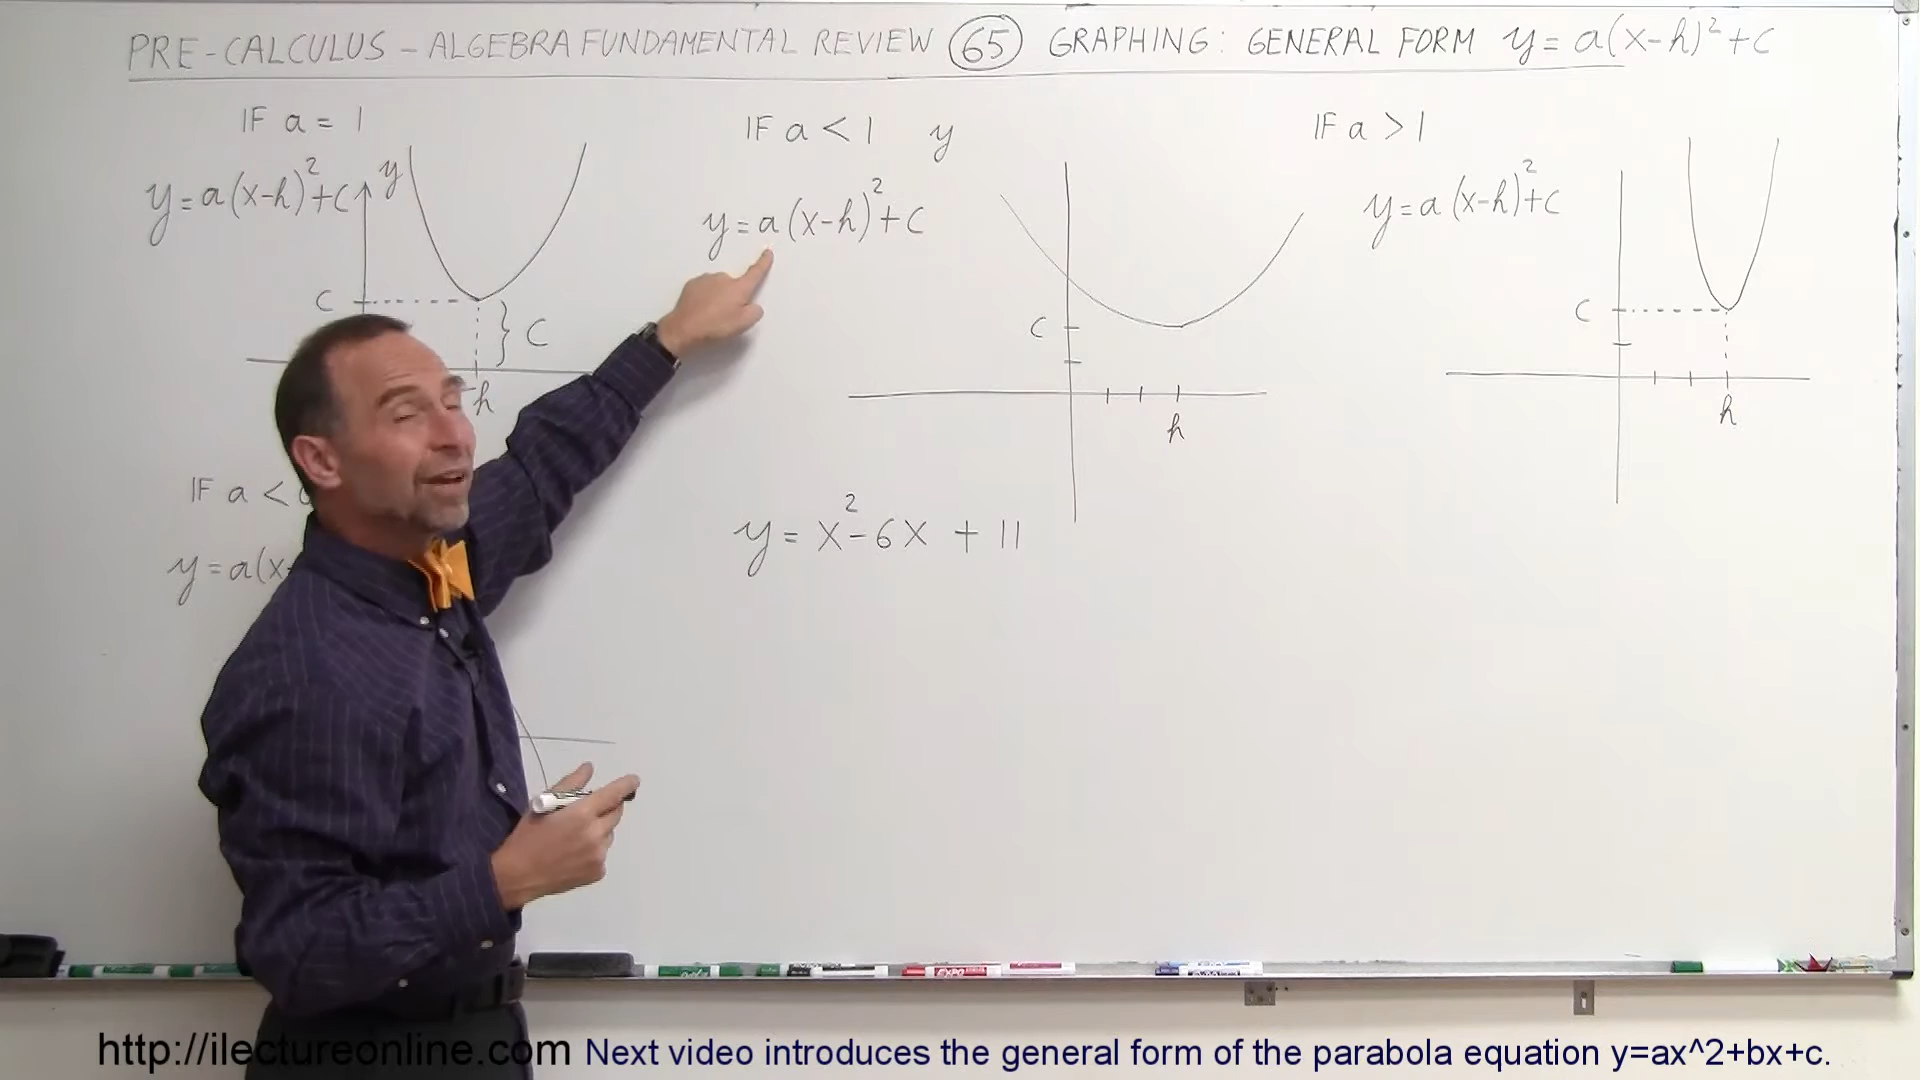 PRE-CALCULUS - ALGEBRA FUNDAMENTAL REVIEW 65 GRAPHING: GENERAL FORM y = a(x-h)² + c
IF a = 1
y = a(x-h)² + c
y
c
c
h
IF a < 1
y
y = a(x-h)² + c
c
h
IF a > 1
y = a(x-h)² + c
c
h
IF a <
y = a(x-
y = x² - 6x + 11
EXPO
http://ilectureonline.com Next video introduces the general form of the parabola equation y=ax^2+bx+c.